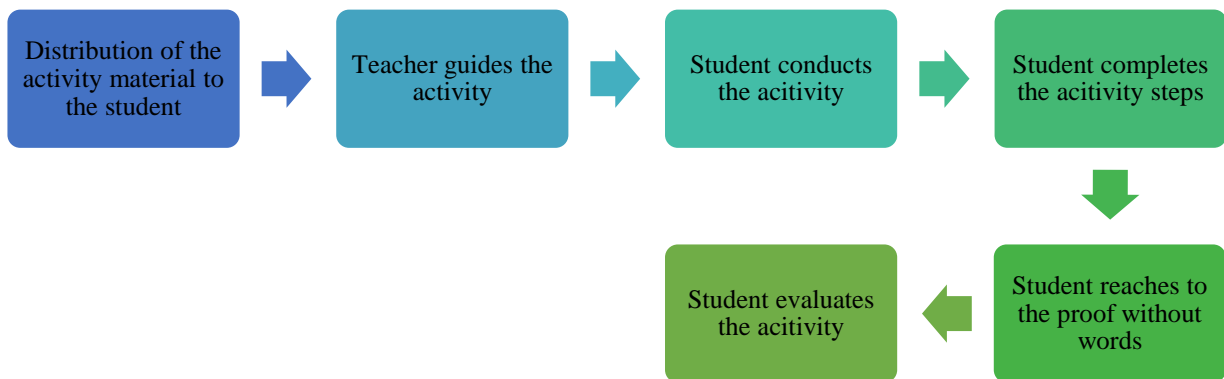 Distribution of the
activity material to
the student
Teacher guides the
activity
Student conducts
the acitivity
Student completes
the acitivity steps
Student reaches to
the proof without
words
Student evaluates
the acitivity